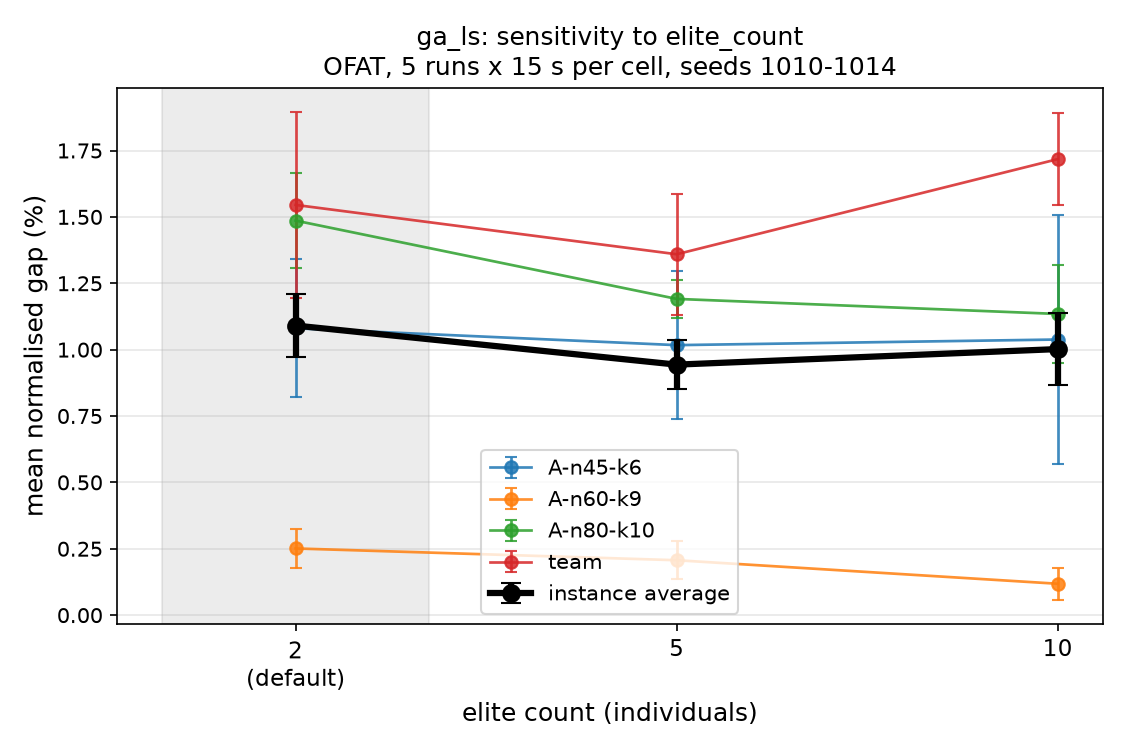 ga_ls: sensitivity to elite_count
OFAT, 5 runs x 15 s per cell, seeds 1010-1014
mean normalised gap (%)
1.75
1.50
1.25
1.00
0.75
0.50
0.25
0.00
A-n45-k6
A-n60-k9
A-n80-k10
team
instance average
2
(default)
5
10
elite count (individuals)